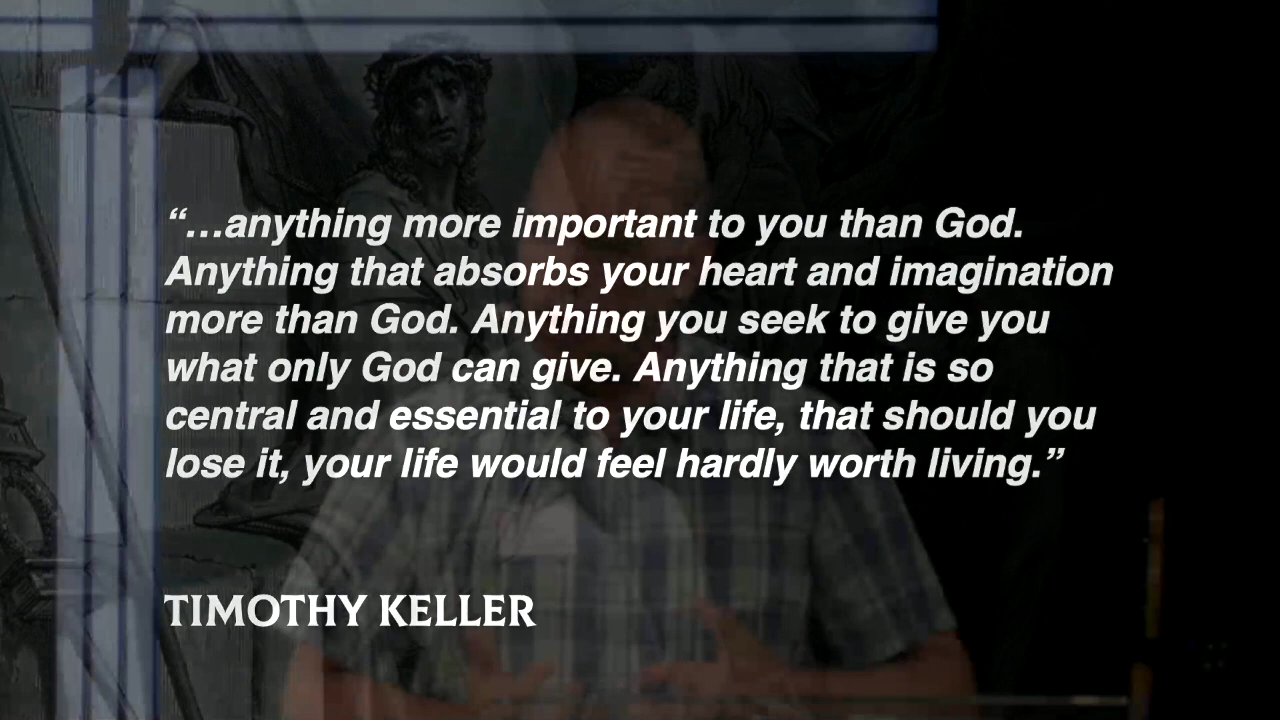 “…anything more important to you than God.
Anything that absorbs your heart and imagination
more than God. Anything you seek to give you
what only God can give. Anything that is so
central and essential to your life, that should you
lose it, your life would feel hardly worth living.”
TIMOTHY KELLER